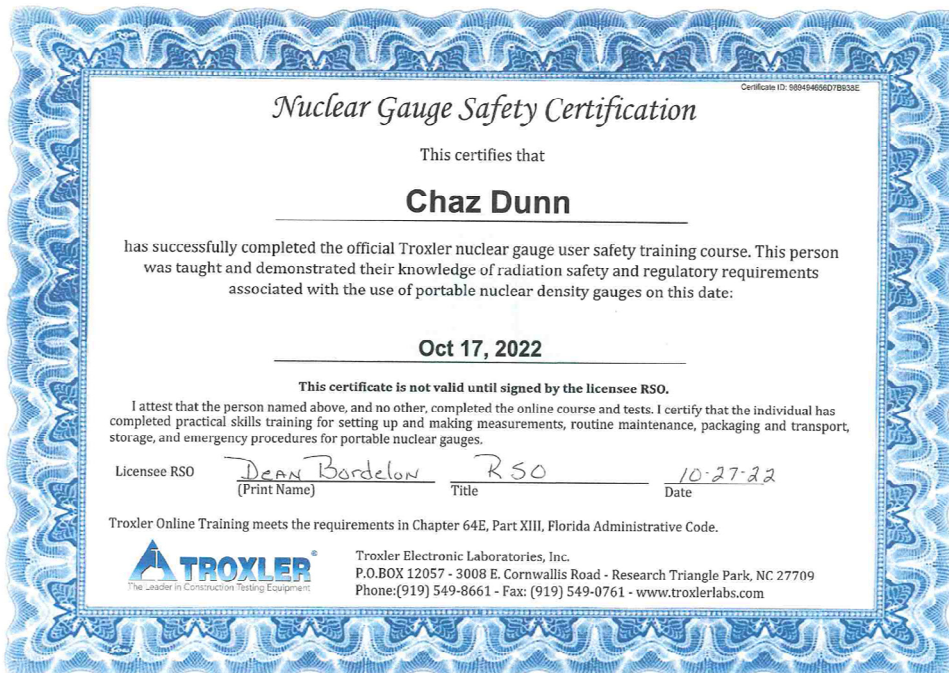 Certificate ID: 989494656D7B938E
Nuclear Gauge Safety Certification
This certifies that
Chaz Dunn
has successfully completed the official Troxler nuclear gauge user safety training course. This person
was taught and demonstrated their knowledge of radiation safety and regulatory requirements
associated with the use of portable nuclear density gauges on this date:
Oct 17, 2022
This certificate is not valid until signed by the licensee RSO.
I attest that the person named above, and no other, completed the online course and tests. I certify that the individual has
completed practical skills training for setting up and making measurements, routine maintenance, packaging and transport,
storage, and emergency procedures for portable nuclear gauges.
Licensee RSO Dean Bordelon RSO 10-27-22
(Print Name) Title Date
Troxler Online Training meets the requirements in Chapter 64E, Part XIII, Florida Administrative Code.
TROXLER®
The Leader in Construction Testing Equipment
Troxler Electronic Laboratories, Inc.
P.O.BOX 12057 - 3008 E. Cornwallis Road - Research Triangle Park, NC 27709
Phone:(919) 549-8661 - Fax: (919) 549-0761 - www.troxlerlabs.com